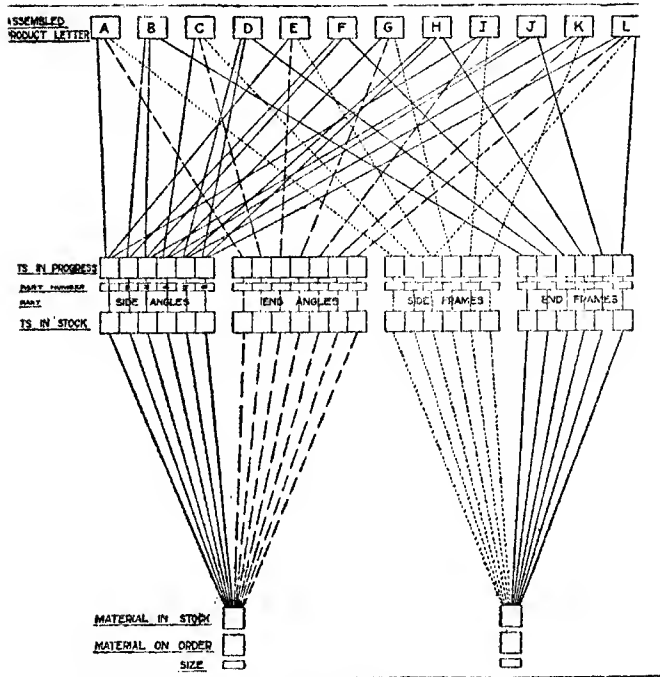 ASSEMBLED
PRODUCT LETTER
A B C D E F G H I J K L
TS IN PROGRESS
PART NUMBER
PART SIDE ANGLES END ANGLES SIDE FRAMES END FRAMES
TS IN STOCK
MATERIAL IN STOCK
MATERIAL ON ORDER
SIZE